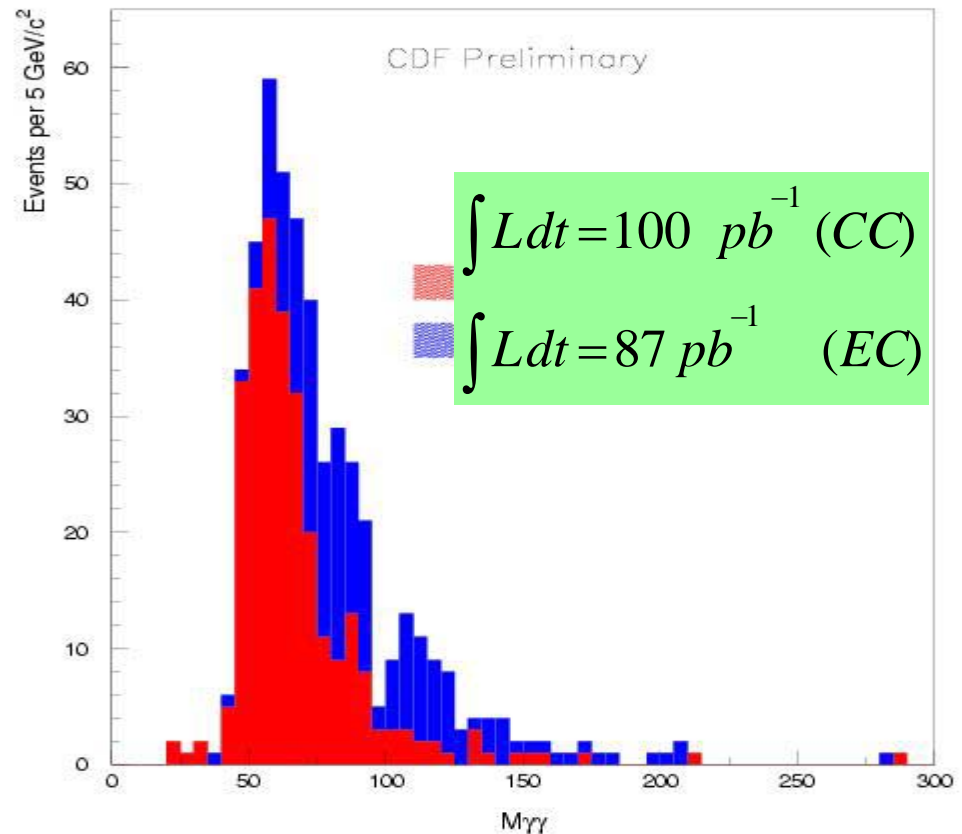 Events per 5 GeV/c²
CDF Preliminary
60
50
40
30
20
10
0
∫Ldt=100 pb⁻¹ (CC)
∫Ldt=87 pb⁻¹ (EC)
0 50 100 150 200 250 300
Mγγ